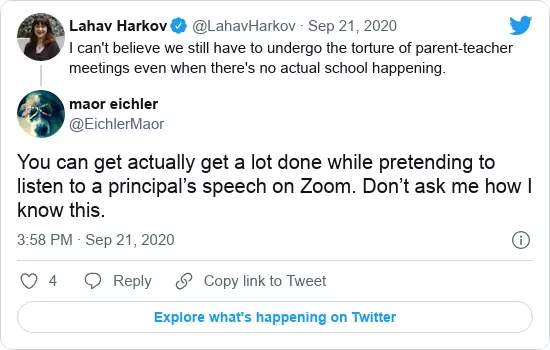 Lahav Harkov @LahavHarkov · Sep 21, 2020
I can't believe we still have to undergo the torture of parent-teacher
meetings even when there's no actual school happening.
maor eichler
@EichlerMaor
You can get actually get a lot done while pretending to
listen to a principal’s speech on Zoom. Don’t ask me how I
know this.
3:58 PM · Sep 21, 2020
4 Reply Copy link to Tweet
Explore what's happening on Twitter